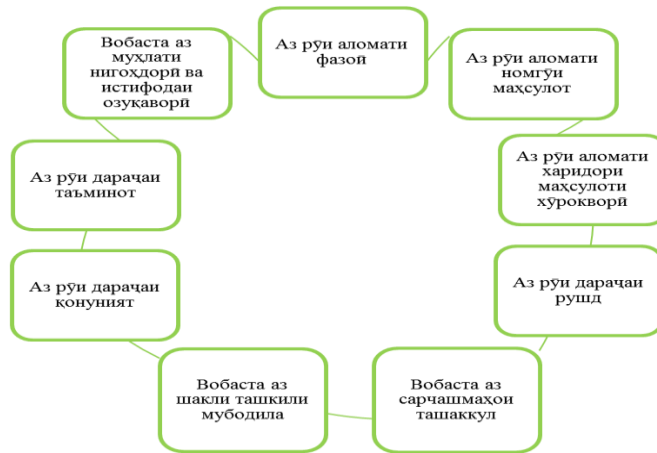 Аз рӯи аломати
фазоӣ
Аз рӯи аломати
номгӯи
маҳсулот
Аз рӯи аломати
харидори
маҳсулоти
хӯрокворӣ
Аз рӯи дараҷаи
рушд
Вобаста аз
сарчашмаҳои
ташаккул
Вобаста аз
шакли ташкили
мубодила
Аз рӯи дараҷаи
қонуният
Аз рӯи дараҷаи
таъминот
Вобаста аз
муҳлати
нигоҳдорӣ ва
истифодаи
озуқаворӣ